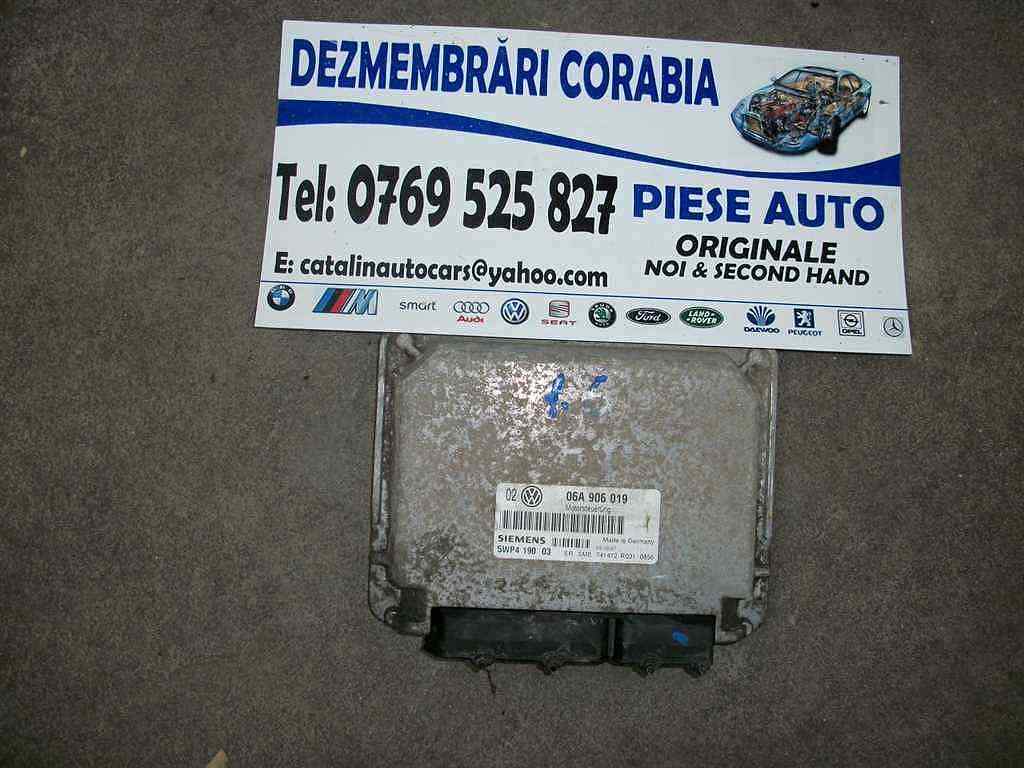 DEZMEMBRĂRI CORABIA
Tel: 0769 525 827
PIESE AUTO
ORIGINALE
NOI & SECOND HAND
E: catalinautocars@yahoo.com
M smart Audi SEAT Ford LAND ROVER DAEWOO PEUGEOT OPEL
02 06A 906 019
Motorsteuerung
SIEMENS Made in Germany
5WP4 190 03